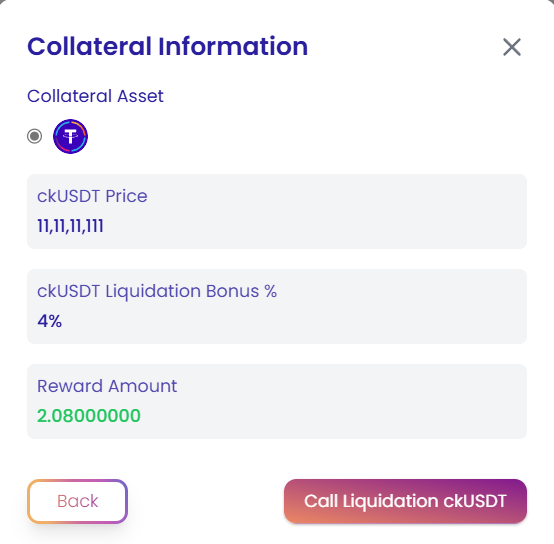 Collateral Information
Collateral Asset
ckUSDT Price
11,11,11,111
ckUSDT Liquidation Bonus %
4%
Reward Amount
2.08000000
Back
Call Liquidation ckUSDT